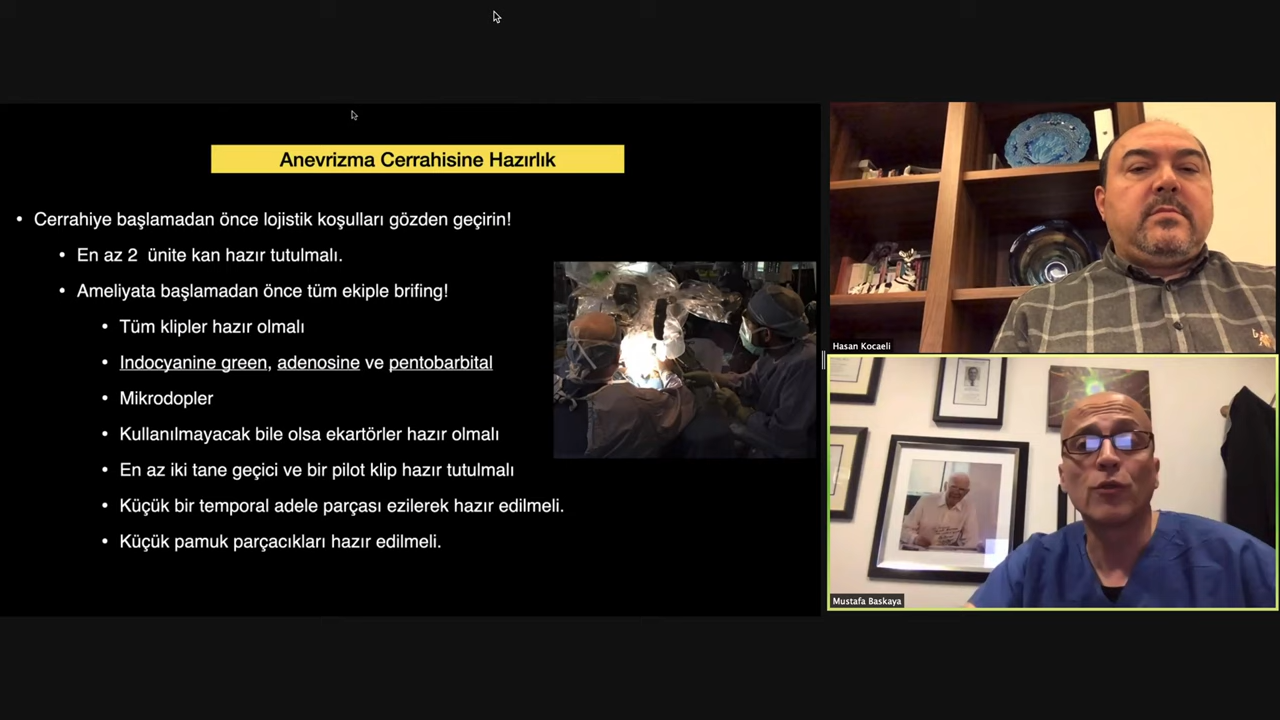 Anevrizma Cerrahisine Hazırlık
• Cerrahiye başlamadan önce lojistik koşulları gözden geçirin!
• En az 2 ünite kan hazır tutulmalı.
• Ameliyata başlamadan önce tüm ekiple brifing!
• Tüm klipler hazır olmalı
• Indocyanine green, adenosine ve pentobarbital
• Mikrodopler
• Kullanılmayacak bile olsa ekartörler hazır olmalı
• En az iki tane geçici ve bir pilot klip hazır tutulmalı
• Küçük bir temporal adele parçası ezilerek hazır edilmeli.
• Küçük pamuk parçacıkları hazır edilmeli.
Hasan Kocaeli
Mustafa Baskaya